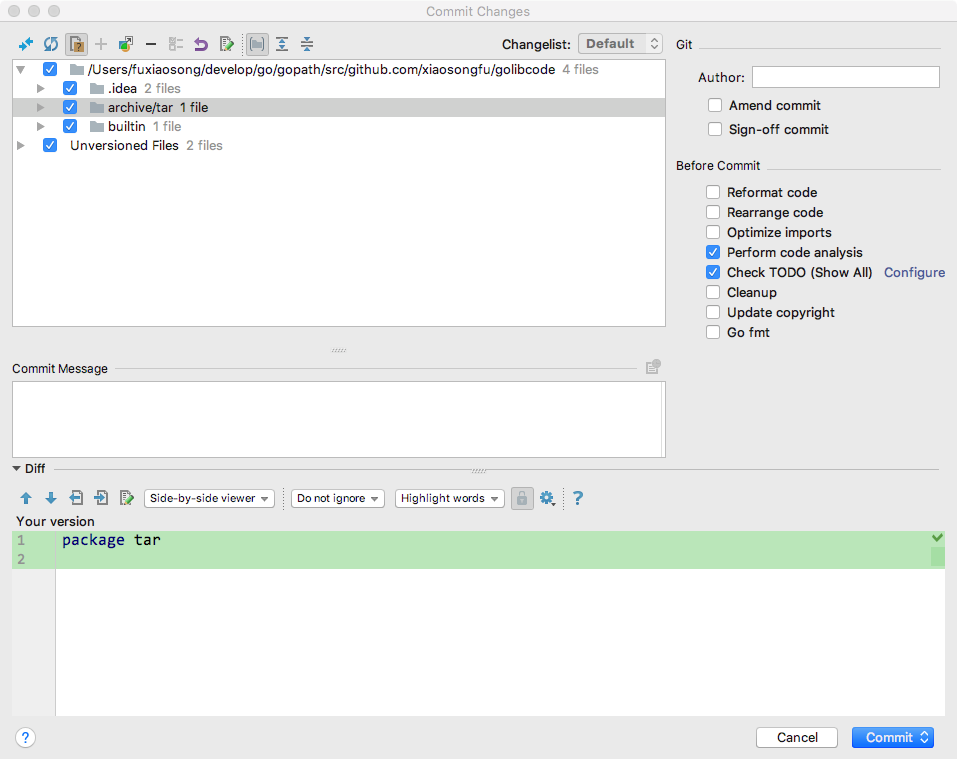 Commit Changes
Changelist: Default
Git
/Users/fuxiaosong/develop/go/gopath/src/github.com/xiaosongfu/golibcode 4 files
.idea 2 files
archive/tar 1 file
builtin 1 file
Unversioned Files 2 files
Author:
Amend commit
Sign-off commit
Before Commit
Reformat code
Rearrange code
Optimize imports
Perform code analysis
Check TODO (Show All) Configure
Cleanup
Update copyright
Go fmt
Commit Message
Diff
Side-by-side viewer Do not ignore Highlight words ?
Your version
1 package tar
2
? Cancel Commit